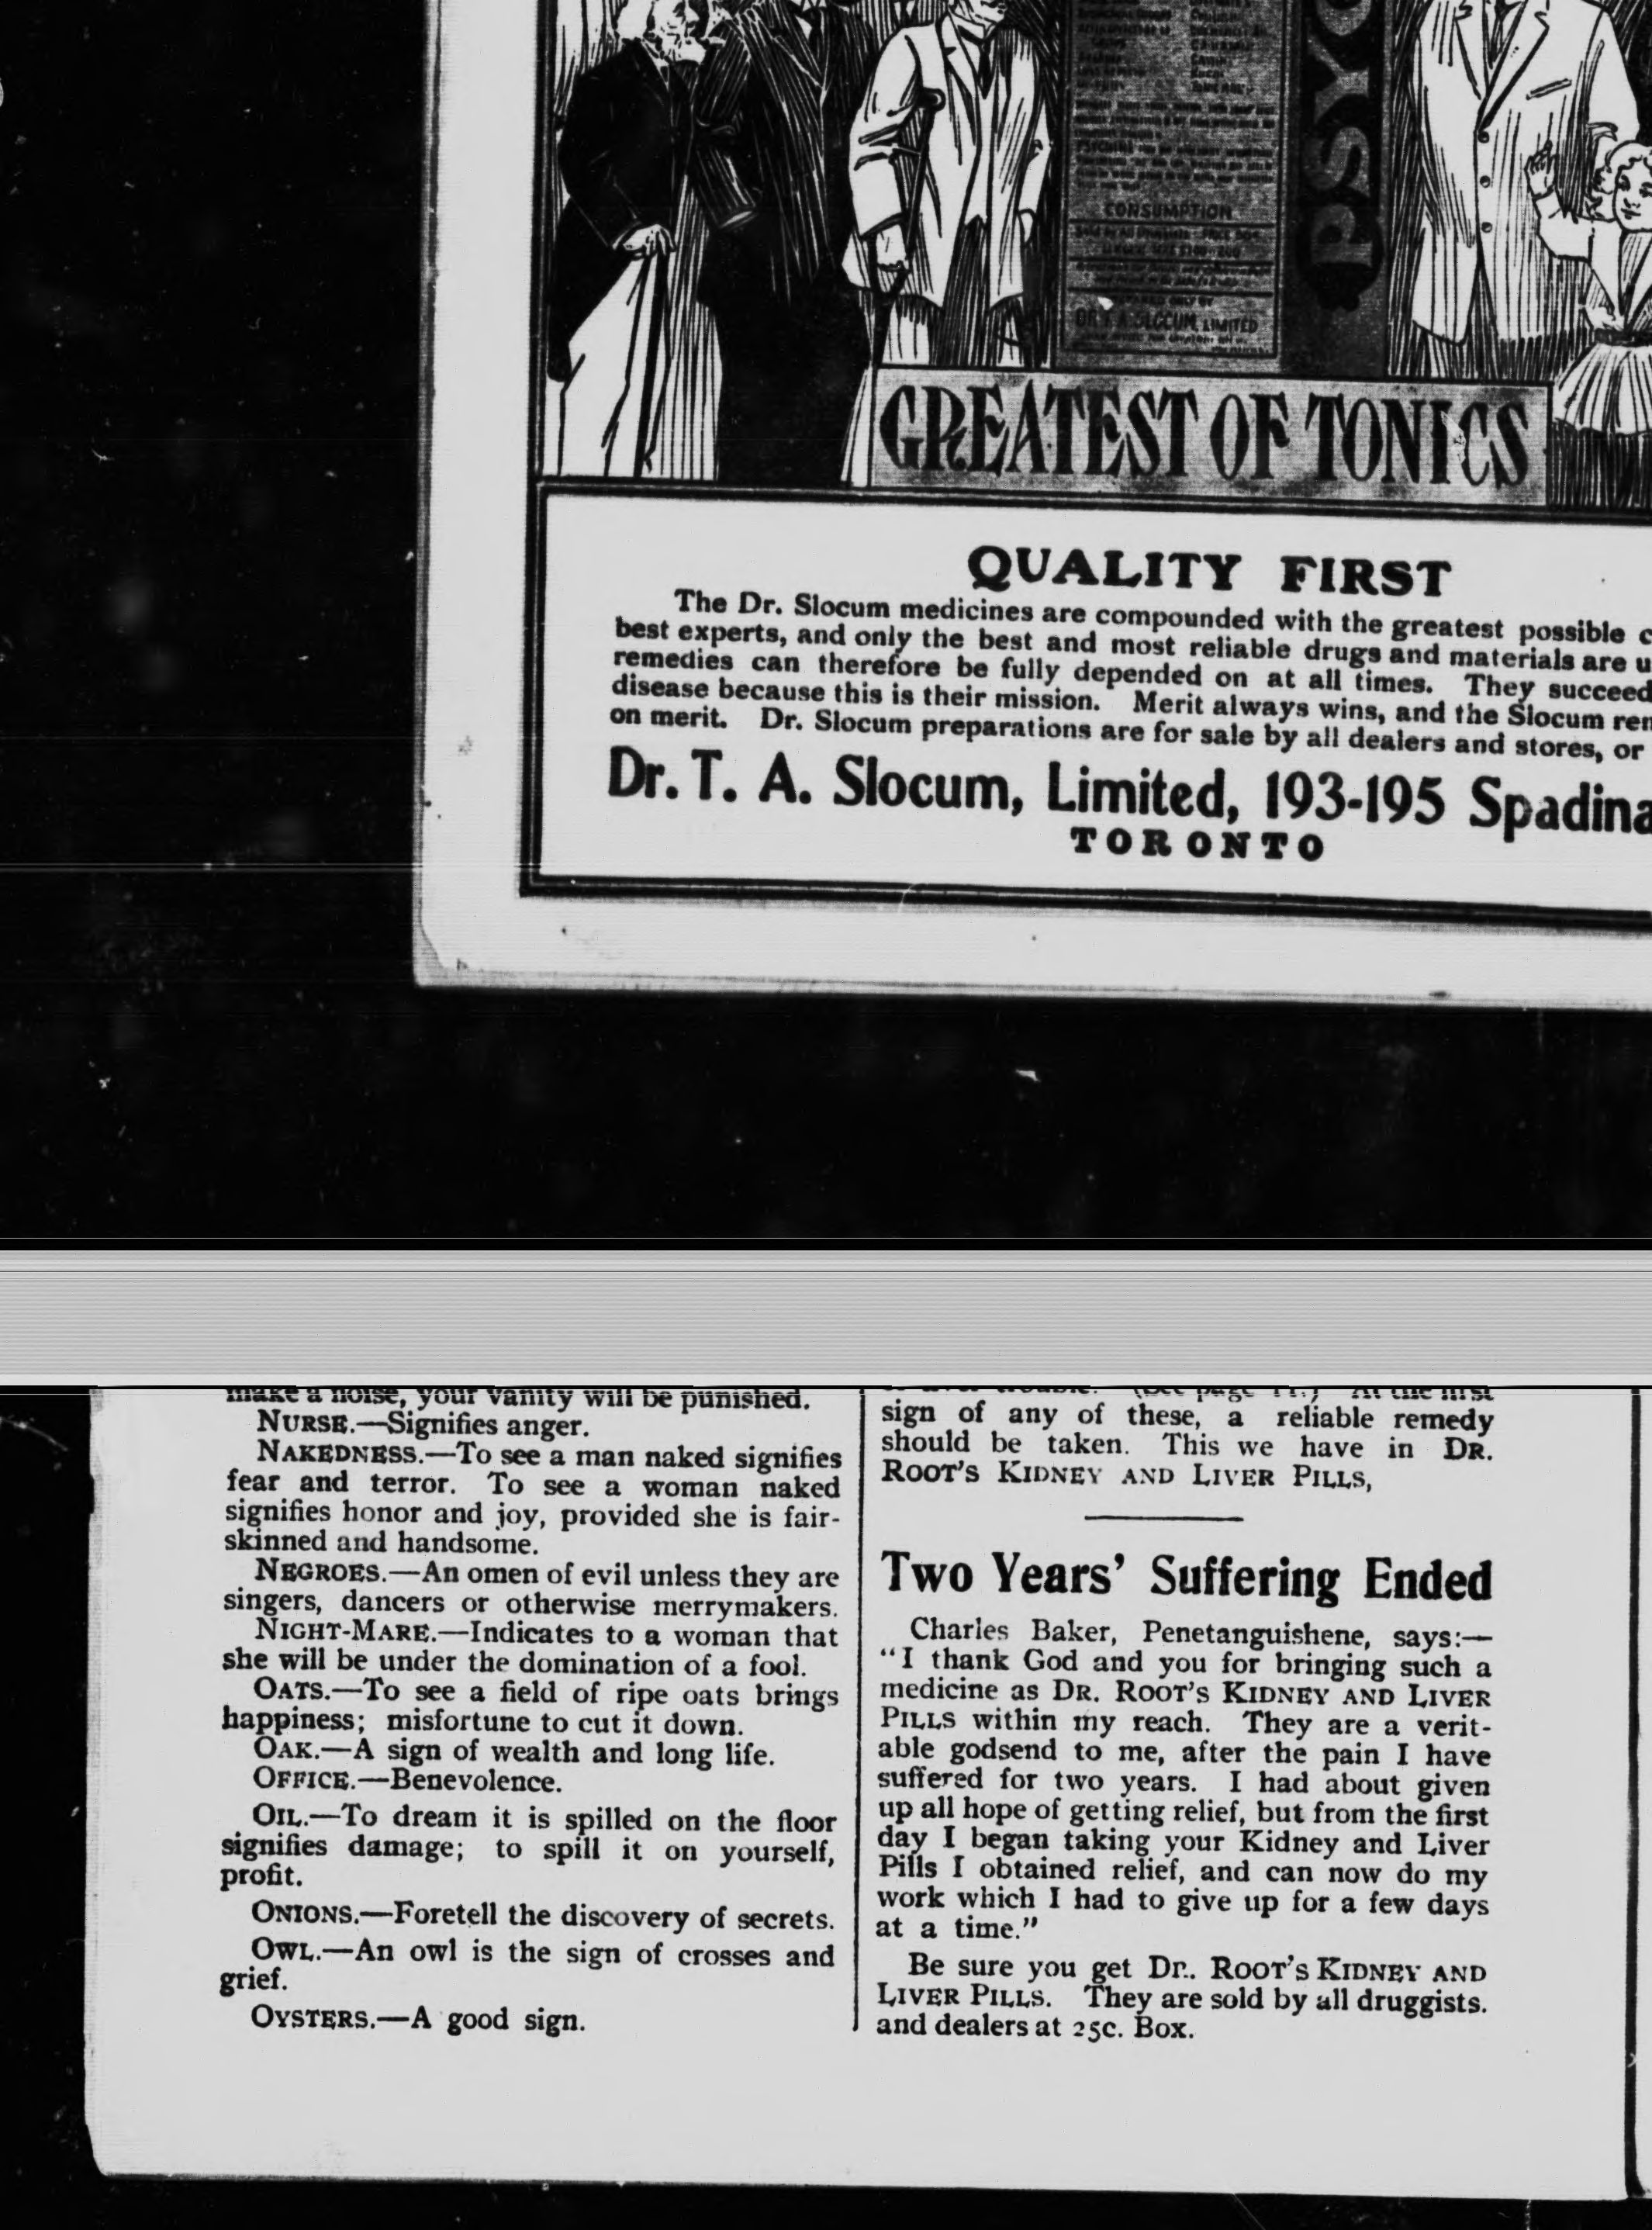 PSYC
CONSUMPTION
DR. T. A. SLOCUM, LIMITED
GREATEST OF TONICS
QUALITY FIRST
The Dr. Slocum medicines are compounded with the greatest possible
best experts, and only the best and most reliable drugs and materials are
remedies can therefore be fully depended on at all times. They succeed
disease because this is their mission. Merit always wins, and the Slocum
on merit. Dr. Slocum preparations are for sale by all dealers and stores, or
Dr. T. A. Slocum, Limited, 193-195 Spadina
TORONTO
make a noise, your vanity will be punished.
NURSE.—Signifies anger.
NAKEDNESS.—To see a man naked signifies
fear and terror. To see a woman naked
signifies honor and joy, provided she is fair-
skinned and handsome.
NEGROES.—An omen of evil unless they are
singers, dancers or otherwise merrymakers.
NIGHT-MARE.—Indicates to a woman that
she will be under the domination of a fool.
OATS.—To see a field of ripe oats brings
happiness; misfortune to cut it down.
OAK.—A sign of wealth and long life.
OFFICE.—Benevolence.
OIL.—To dream it is spilled on the floor
signifies damage; to spill it on yourself,
profit.
ONIONS.—Foretell the discovery of secrets.
OWL.—An owl is the sign of crosses and
grief.
OYSTERS.—A good sign.
sign of any of these, a reliable remedy
should be taken. This we have in DR.
ROOT'S KIDNEY AND LIVER PILLS,
Two Years' Suffering Ended
Charles Baker, Penetanguishene, says:—
"I thank God and you for bringing such a
medicine as DR. ROOT'S KIDNEY AND LIVER
PILLS within my reach. They are a verit-
able godsend to me, after the pain I have
suffered for two years. I had about given
up all hope of getting relief, but from the first
day I began taking your Kidney and Liver
Pills I obtained relief, and can now do my
work which I had to give up for a few days
at a time."
Be sure you get Dr. ROOT'S KIDNEY AND
LIVER PILLS. They are sold by all druggists.
and dealers at 25c. Box.